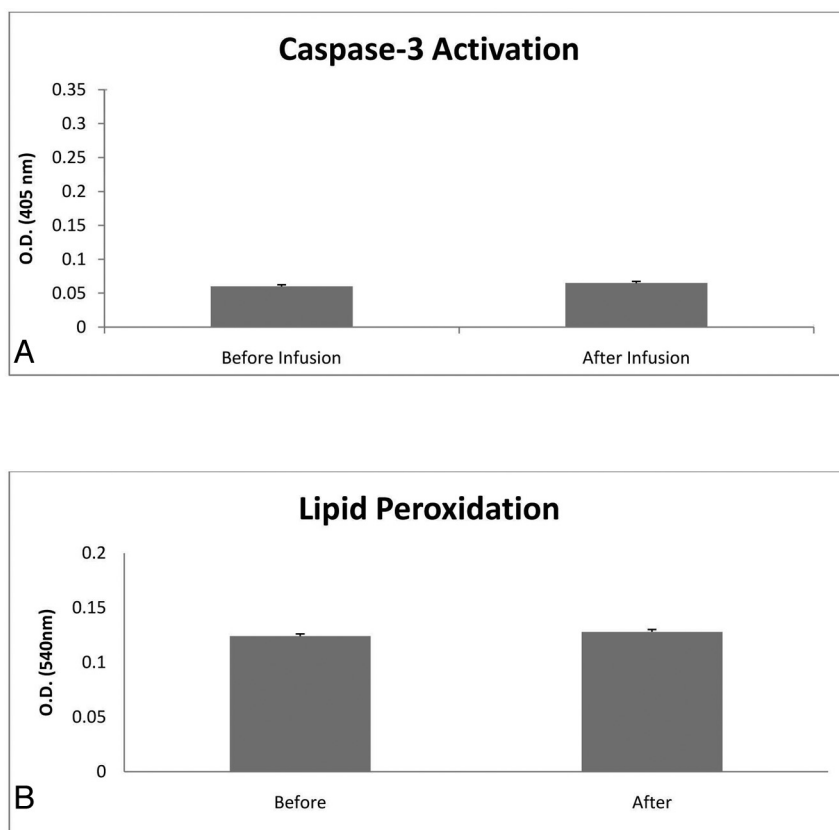 Caspase-3 Activation
O.D. (405 nm)
0.35
0.3
0.25
0.2
0.15
0.1
0.05
0
Before Infusion After Infusion
A
Lipid Peroxidation
O.D. (540nm)
0.2
0.15
0.1
0.05
0
Before After
B